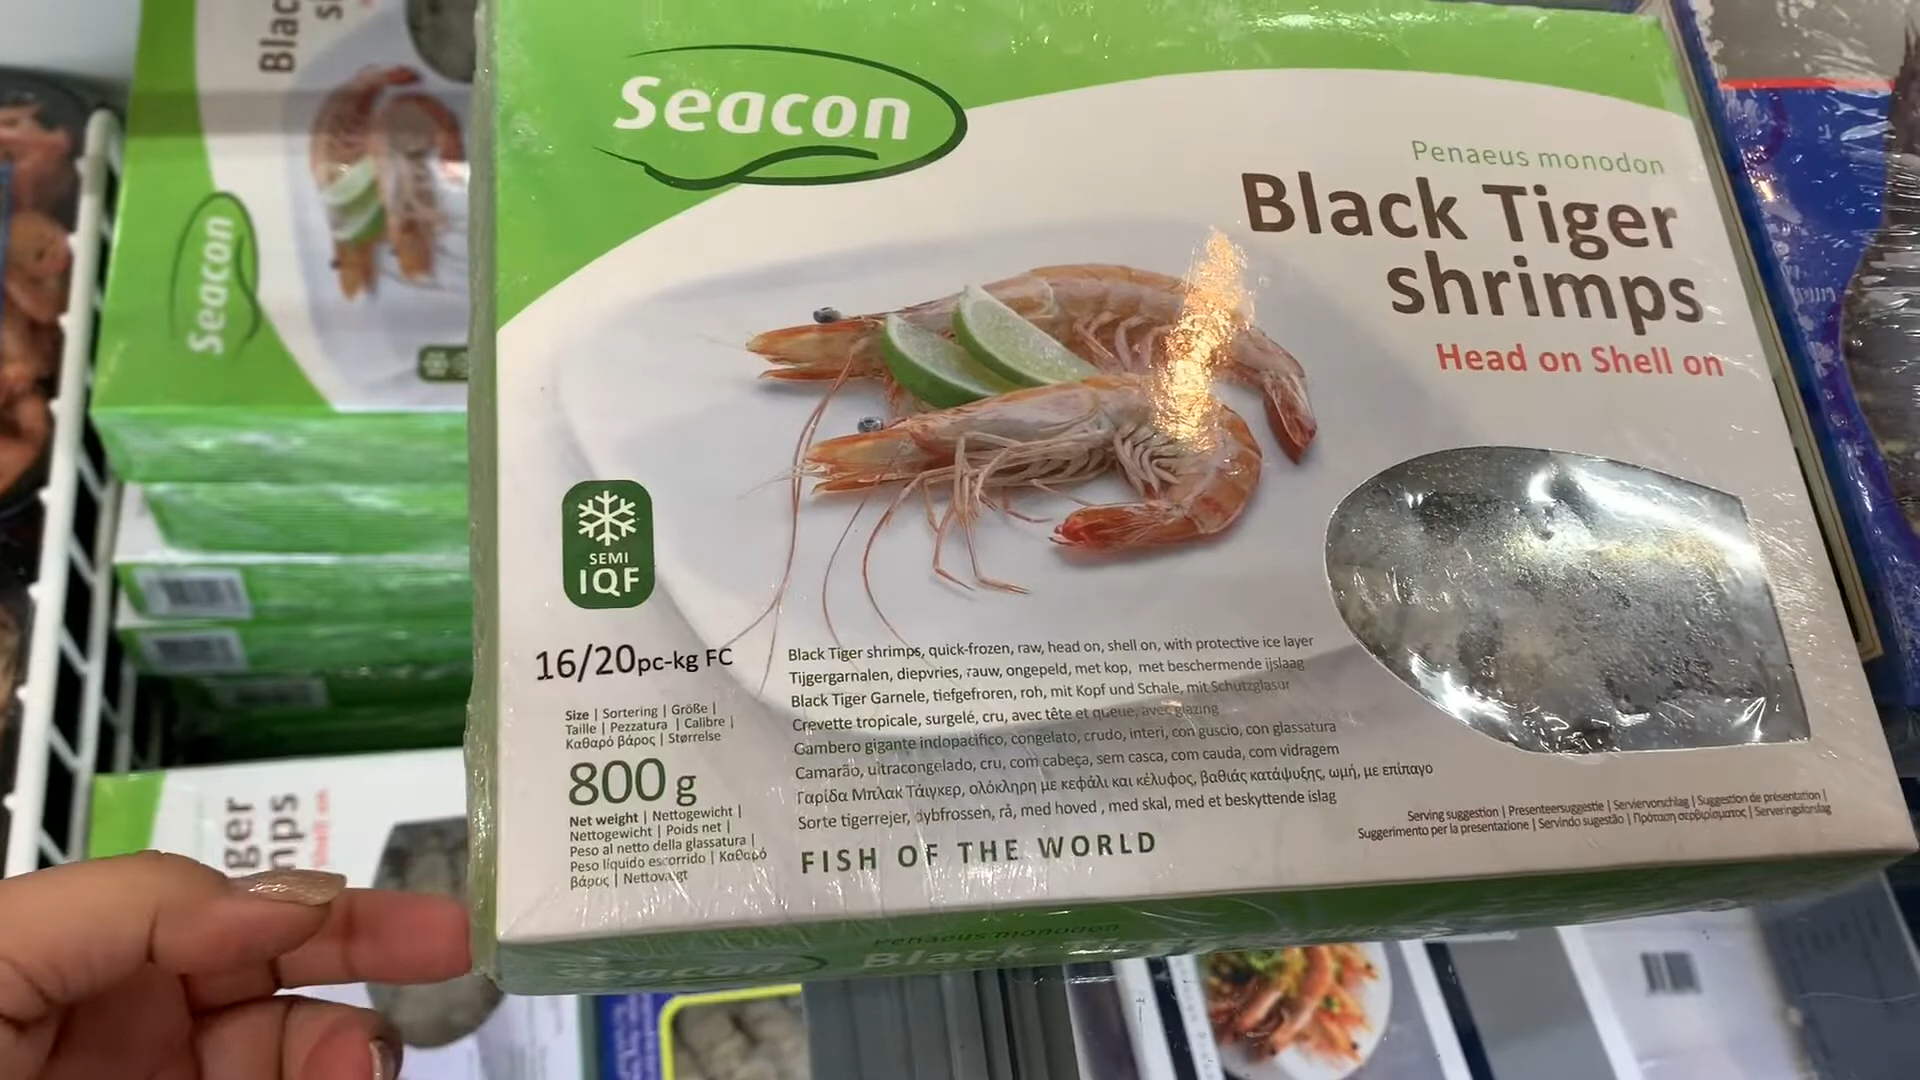 Seacon
Penaeus monodon
Black Tiger
shrimps
Head on Shell on
SEMI
IQF
16/20pc-kg FC
Size | Sortering | Größe |
Taille | Pezzatura | Calibre |
Καθαρό βάρος | Størrelse
800 g
Net weight | Nettogewicht |
Nettogewicht | Poids net |
Peso al netto della glassatura |
Peso líquido escorrido | Καθαρό
βάρος | Nettovægt
Black Tiger shrimps, quick-frozen, raw, head on, shell on, with protective ice layer
Tijgergarnalen, diepvries, rauw, ongepeld, met kop, met beschermende ijslaag
Black Tiger Garnele, tiefgefroren, roh, mit Kopf und Schale, mit Schutzglasur
Crevette tropicale, surgelé, cru, avec tête et queue, avec glazing
Gambero gigante indopacifico, congelato, crudo, interi, con guscio, con glassatura
Camarão, ultracongelado, cru, com cabeça, sem casca, com cauda, com vidragem
Γαρίδα Μπλακ Τάιγκερ, ολόκληρη με κεφάλι και κέλυφος, βαθιάς κατάψυξης, ωμή, με επίπαγο
Sorte tigerrejer, dybfrossen, rå, med hoved , med skal, med et beskyttende islag
FISH OF THE WORLD
Serving suggestion | Presenteersuggestie | Serviervorschlag | Suggestion de présentation |
Suggerimento per la presentazione | Servindo sugestão | Πρόταση σερβιρίσματος | Serveringsforslag
Penaeus monodon
Seacon
Black
Blac
sh
Seacon
ger
mps
Shell on